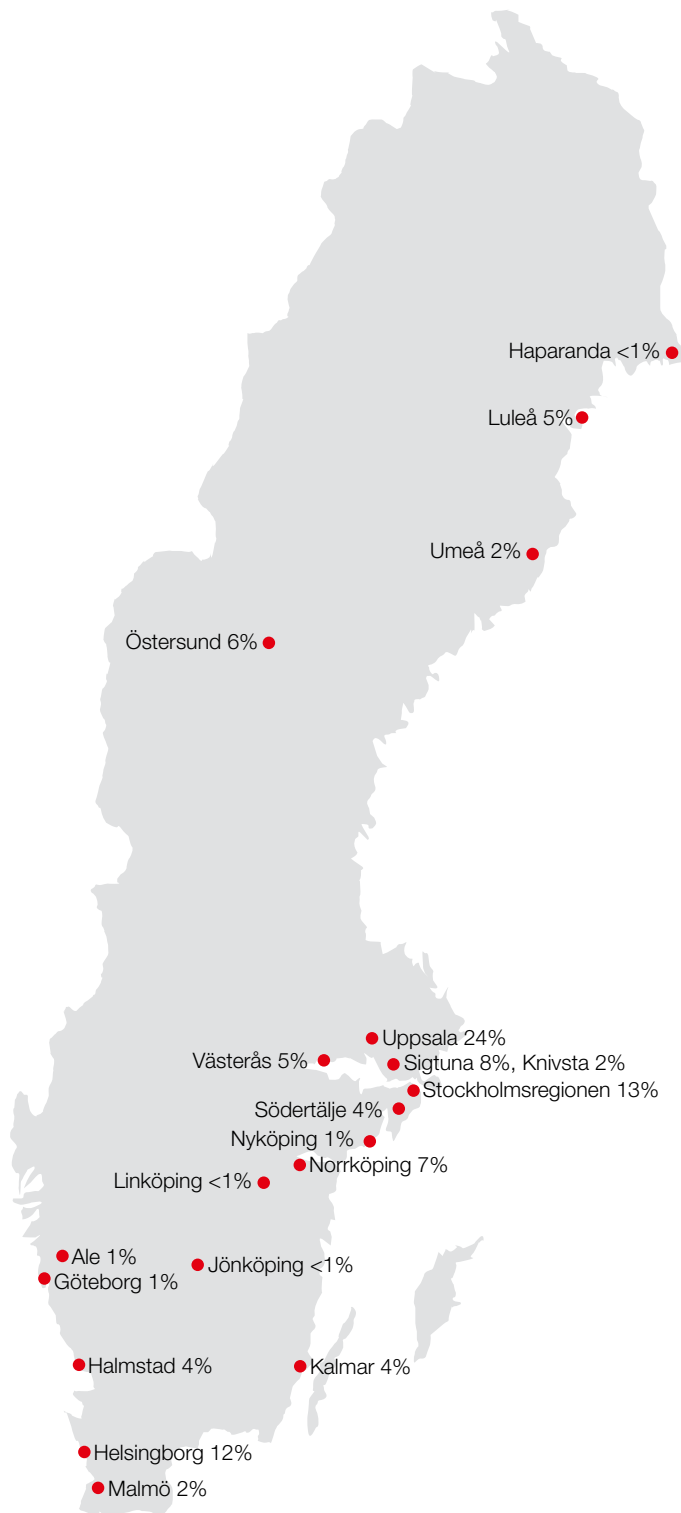 Haparanda <1%
Luleå 5%
Umeå 2%
Östersund 6%
Uppsala 24%
Västerås 5%
Sigtuna 8%, Knivsta 2%
Stockholmsregionen 13%
Södertälje 4%
Nyköping 1%
Norrköping 7%
Linköping <1%
Ale 1%
Jönköping <1%
Göteborg 1%
Halmstad 4%
Kalmar 4%
Helsingborg 12%
Malmö 2%